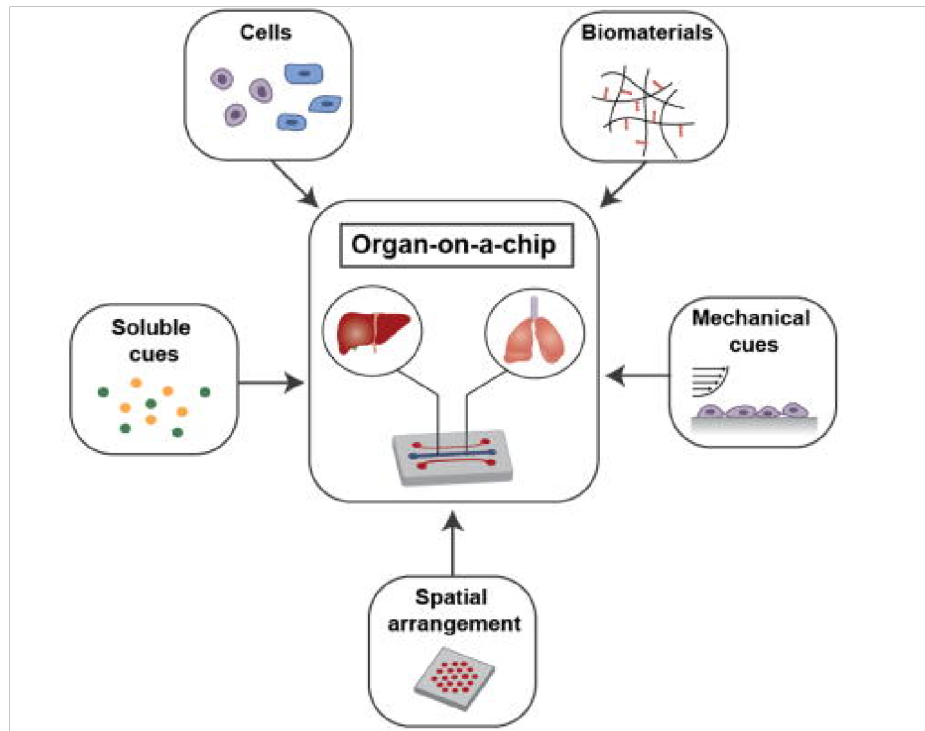 Cells
Biomaterials
Organ-on-a-chip
Soluble
cues
Mechanical
cues
Spatial
arrangement